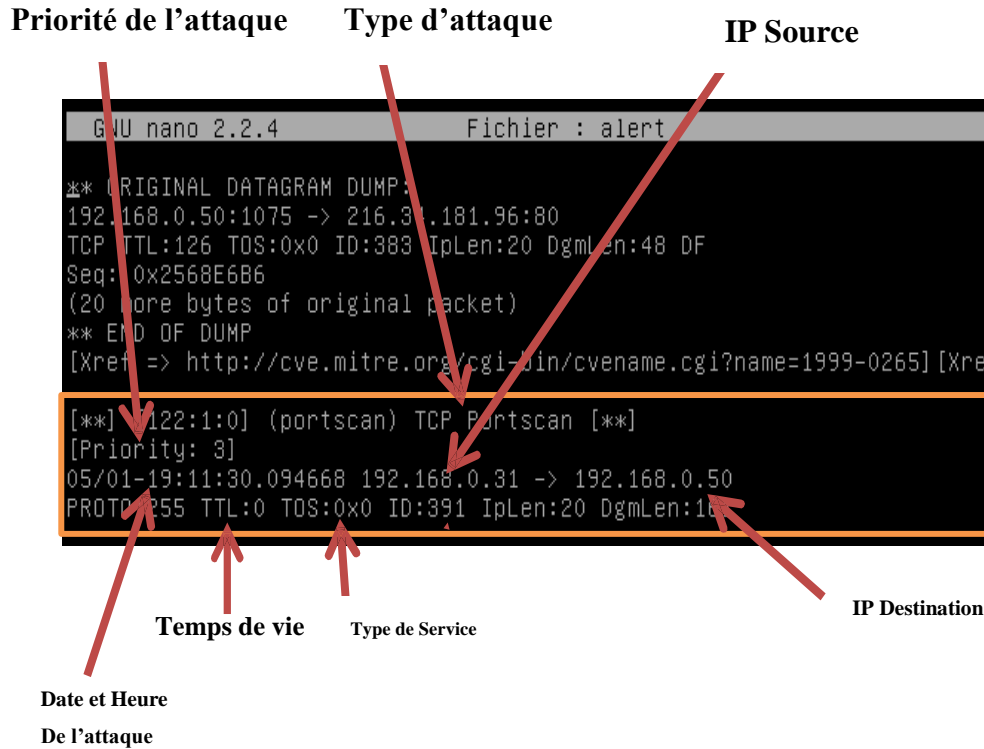 Priorité de l'attaque Type d'attaque IP Source
GNU nano 2.2.4 Fichier : alert
** ORIGINAL DATAGRAM DUMP:
192.168.0.50:1075 -> 216.34.181.96:80
TCP TTL:126 TOS:0x0 ID:383 IpLen:20 DgmLen:48 DF
Seq: 0x2568E6B6
(20 more bytes of original packet)
** END OF DUMP
[Xref => http://cve.mitre.org/cgi-bin/cvename.cgi?name=1999-0265][Xre
[**] [122:1:0] (portscan) TCP Portscan [**]
[Priority: 3]
05/01-19:11:30.094668 192.168.0.31 -> 192.168.0.50
PROTO:255 TTL:0 TOS:0x0 ID:391 IpLen:20
IP Destination
Temps de vie Type de Service
Date et Heure
De l'attaque